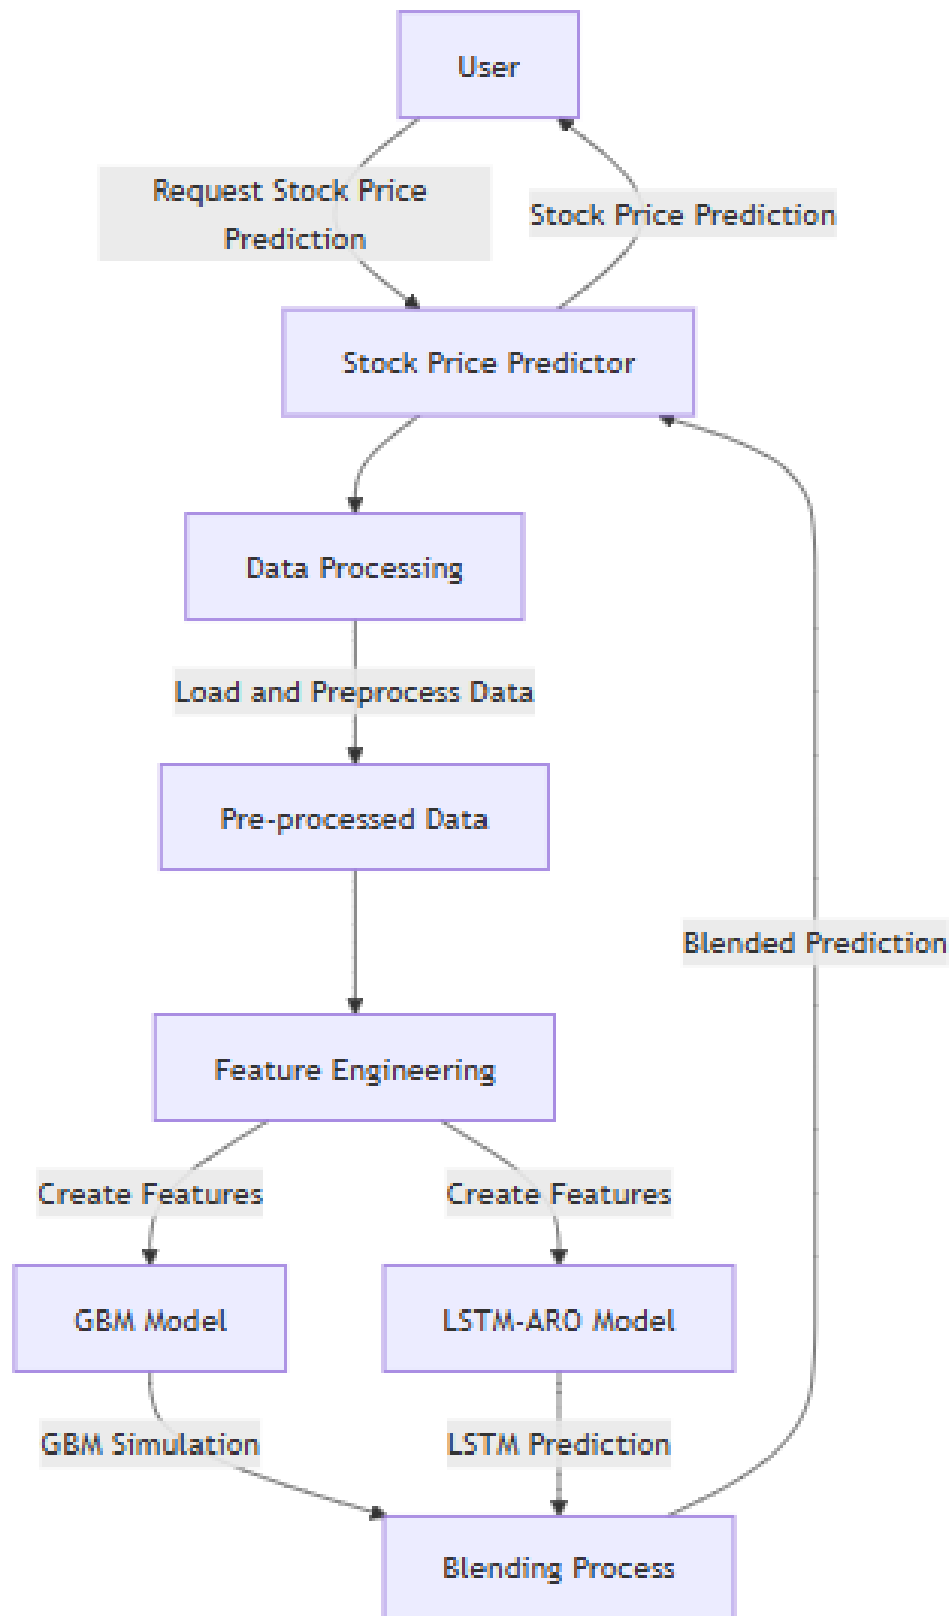 User
Request Stock Price
Prediction
Stock Price Prediction
Stock Price Predictor
Data Processing
Load and Preprocess Data
Pre-processed Data
Blended Prediction
Feature Engineering
Create Features
Create Features
GBM Model
LSTM-ARO Model
GBM Simulation
LSTM Prediction
Blending Process